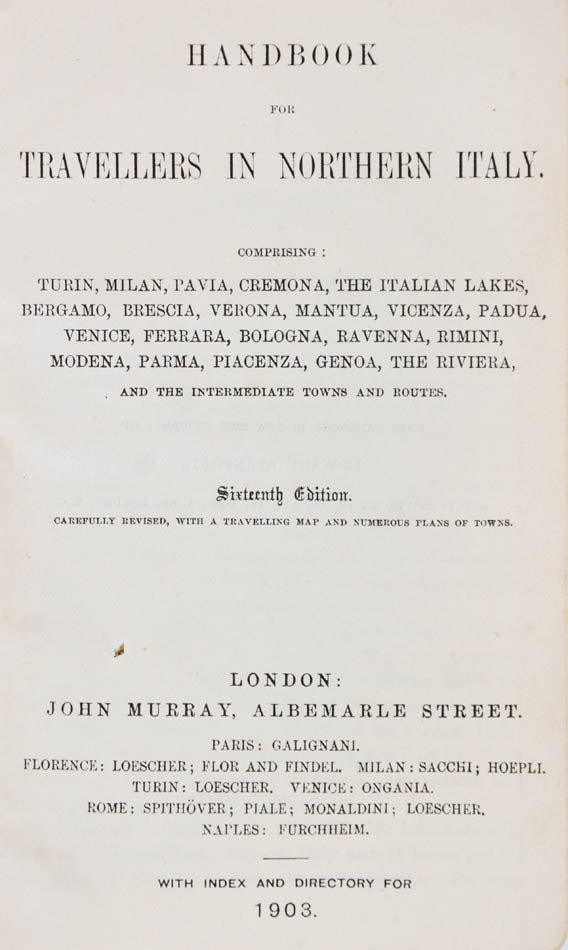 HANDBOOK
FOR
TRAVELLERS IN NORTHERN ITALY.
COMPRISING:
TURIN, MILAN, PAVIA, CREMONA, THE ITALIAN LAKES,
BERGAMO, BRESCIA, VERONA, MANTUA, VICENZA, PADUA,
VENICE, FERRARA, BOLOGNA, RAVENNA, RIMINI,
MODENA, PARMA, PIACENZA, GENOA, THE RIVIERA,
AND THE INTERMEDIATE TOWNS AND ROUTES.
Sixteenth Edition.
CAREFULLY REVISED, WITH A TRAVELLING MAP AND NUMEROUS PLANS OF TOWNS.
LONDON:
JOHN MURRAY, ALBEMARLE STREET.
PARIS: GALIGNANI.
FLORENCE: LOESCHER; FLOR AND FINDEL. MILAN: SACCHI; HOEPLI.
TURIN: LOESCHER. VENICE: ONGANIA.
ROME: SPITHÖVER; PIALE; MONALDINI; LOESCHER.
NAPLES: FURCHHEIM.
WITH INDEX AND DIRECTORY FOR
1903.